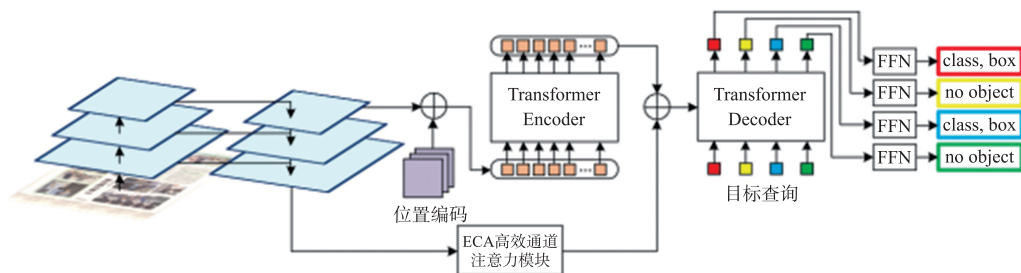 Transformer
Encoder
Transformer
Decoder
FFN
class, box
FFN
no object
FFN
class, box
FFN
no object
位置编码
目标查询
ECA高效通道
注意力模块